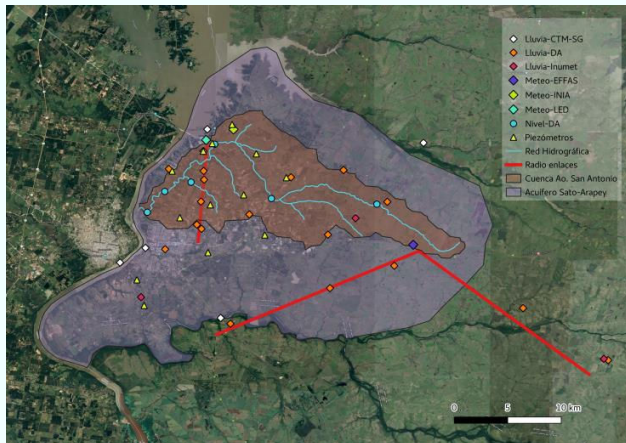 Lluvia-CTM-SG
Lluvia-DA
Lluvia-Inumet
Meteo-EFFAS
Meteo-INIA
Meteo-LED
Nivel-DA
Piezómetros
Red Hidrográfica
Radio enlaces
Cuenca Ao. San Antonio
Acuífero Salto-Arapey
0 5 10 km